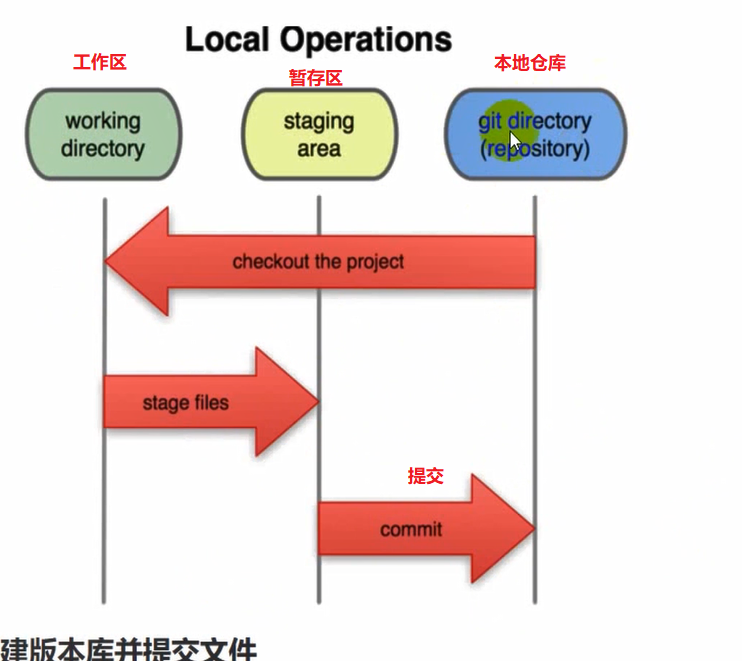 Local Operations
工作区
暂存区
本地仓库
working
directory
staging
area
git directory
(repository)
checkout the project
stage files
提交
commit
建版本库并提交文件